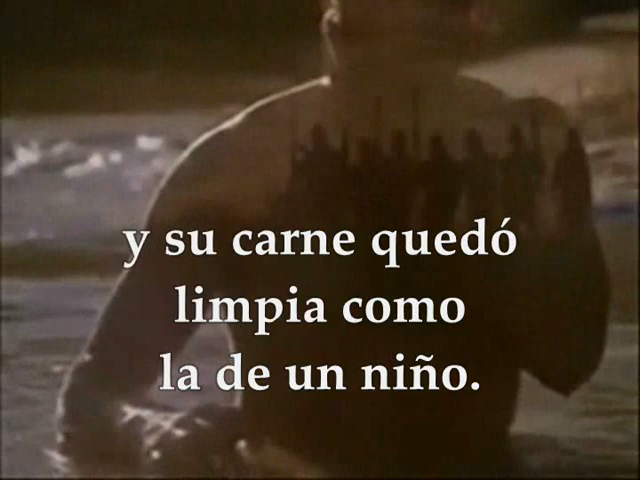 y su carne quedó
limpia como
la de un niño.